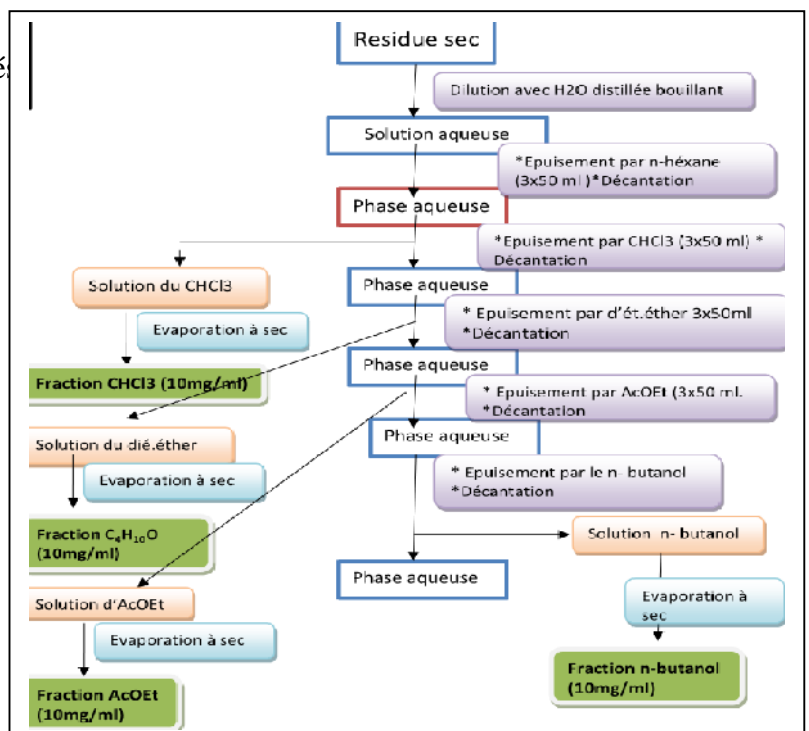 és
Residue sec
Dilution avec H2O distillée bouillant
Solution aqueuse
*Epuisement par n-héxane
(3x50 ml )*Décantation
Phase aqueuse
*Epuisement par CHCl3 (3x50 ml) *
Décantation
Solution du CHCl3
Phase aqueuse
Evaporation à sec
* Epuisement par d'ét.éther 3x50ml
*Décantation
Phase aqueuse
Fraction CHCl3 (10mg/ml)
* Epuisement par AcOEt (3x50 ml.
*Décantation
Solution du dié.éther
Phase aqueuse
Evaporation à sec
* Epuisement par le n- butanol
*Décantation
Fraction C₄H₁₀O
(10mg/ml)
Solution n- butanol
Phase aqueuse
Solution d'AcOEt
Evaporation à
sec
Evaporation à sec
Fraction n-butanol
(10mg/ml)
Fraction AcOEt
(10mg/ml)